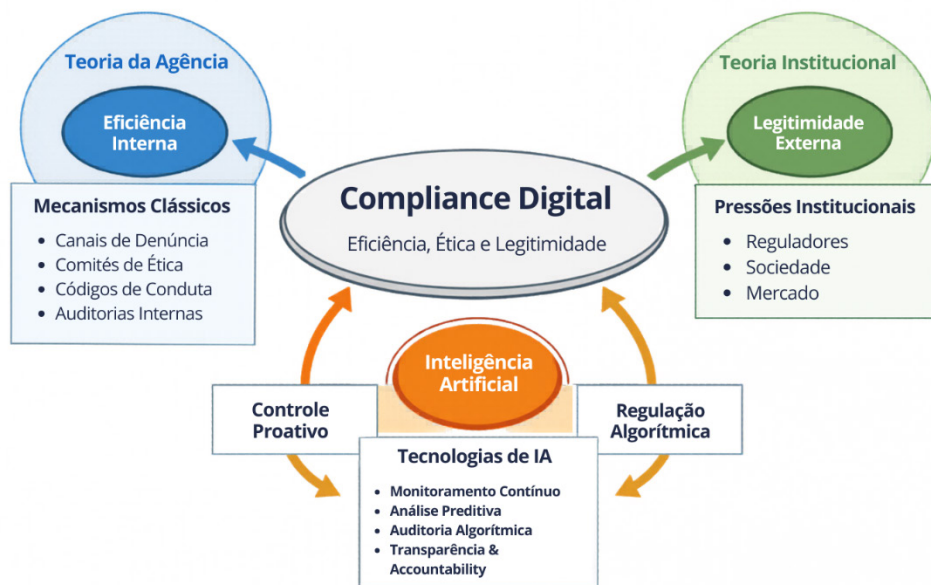 Teoria da Agência
Eficiência
Interna
Mecanismos Clássicos
• Canais de Denúncia
• Comités de Ética
• Códigos de Conduta
• Auditorias Internas
Compliance Digital
Eficiência, Ética e Legitimidade
Teoria Institucional
Legitimidade
Externa
Pressões Institucionais
• Reguladores
• Sociedade
• Mercado
Inteligência
Artificial
Controle
Proativo
Regulação
Algorítmica
Tecnologias de IA
• Monitoramento Contínuo
• Análise Preditiva
• Auditoria Algorítmica
• Transparência &
Accountability